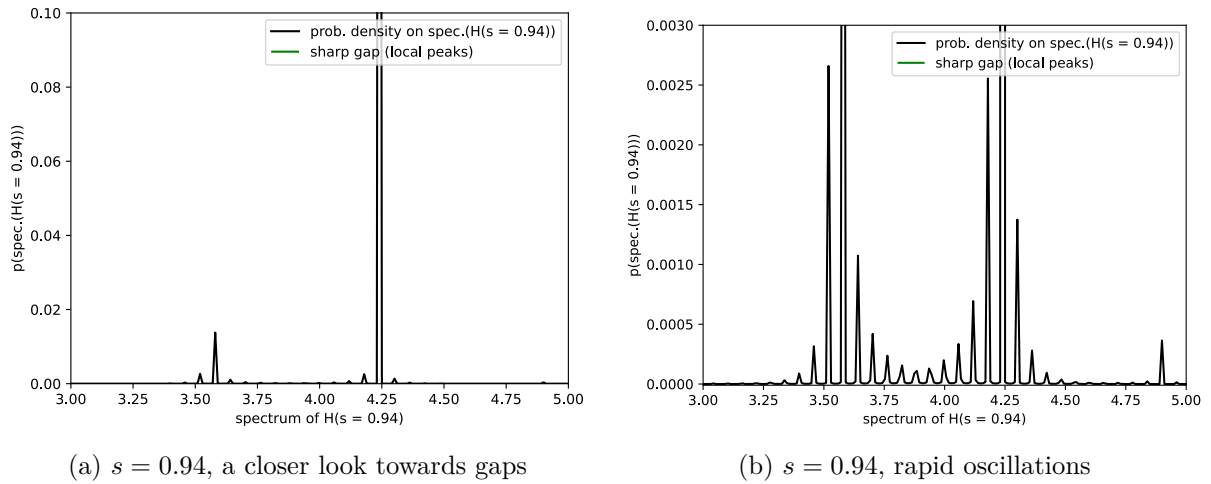 0.10
0.08
0.06
0.04
0.02
0.00
p(spec.(H(s = 0.94)))
prob. density on spec.(H(s = 0.94))
sharp gap (local peaks)
3.00 3.25 3.50 3.75 4.00 4.25 4.50 4.75 5.00
spectrum of H(s = 0.94)
(a) s = 0.94, a closer look towards gaps
0.0030
0.0025
0.0020
0.0015
0.0010
0.0005
0.0000
p(spec.(H(s = 0.94)))
prob. density on spec.(H(s = 0.94))
sharp gap (local peaks)
3.00 3.25 3.50 3.75 4.00 4.25 4.50 4.75 5.00
spectrum of H(s = 0.94)
(b) s = 0.94, rapid oscillations